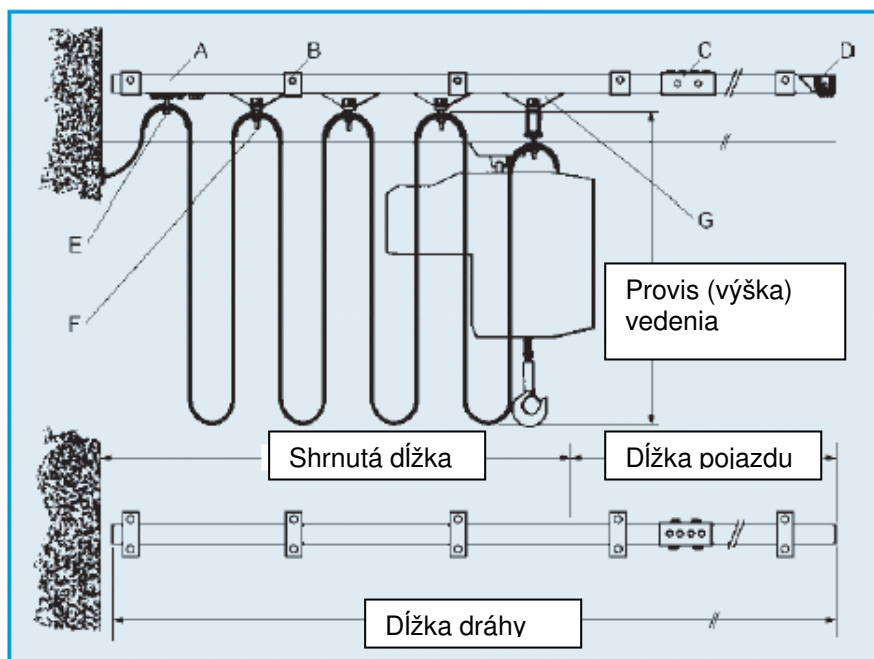 A
B
C
D
E
F
G
Provis (výška)
vedenia
Shrnutá dĺžka
Dĺžka pojazdu
Dĺžka dráhy